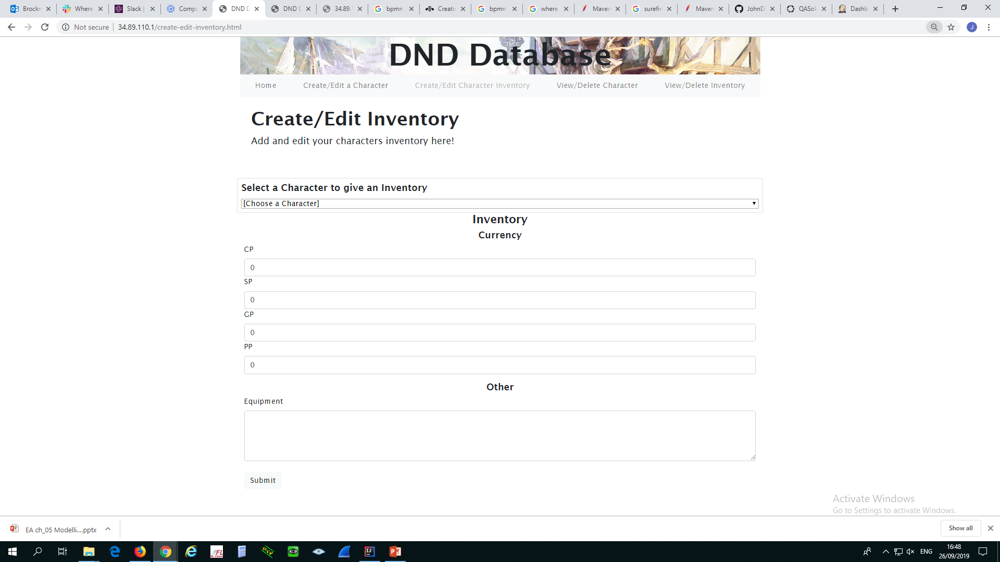 Brockn
Where
Slack |
Compu
DND D
DND D
34.89.1
bpmn
Creatin
bpmn
where
Maven
surefir
Maven
JohnD
QASol
Dashb
Not secure
34.89.110.1/create-edit-inventory.html
J
DND Database
Home
Create/Edit a Character
Create/Edit Character Inventory
View/Delete Character
View/Delete Inventory
Create/Edit Inventory
Add and edit your characters inventory here!
Select a Character to give an Inventory
[Choose a Character]
Inventory
Currency
CP
0
SP
0
GP
0
PP
0
Other
Equipment
Submit
Activate Windows
Go to Settings to activate Windows.
EA ch_05 Modelli....pptx
Show all
ENG
16:48
26/09/2019